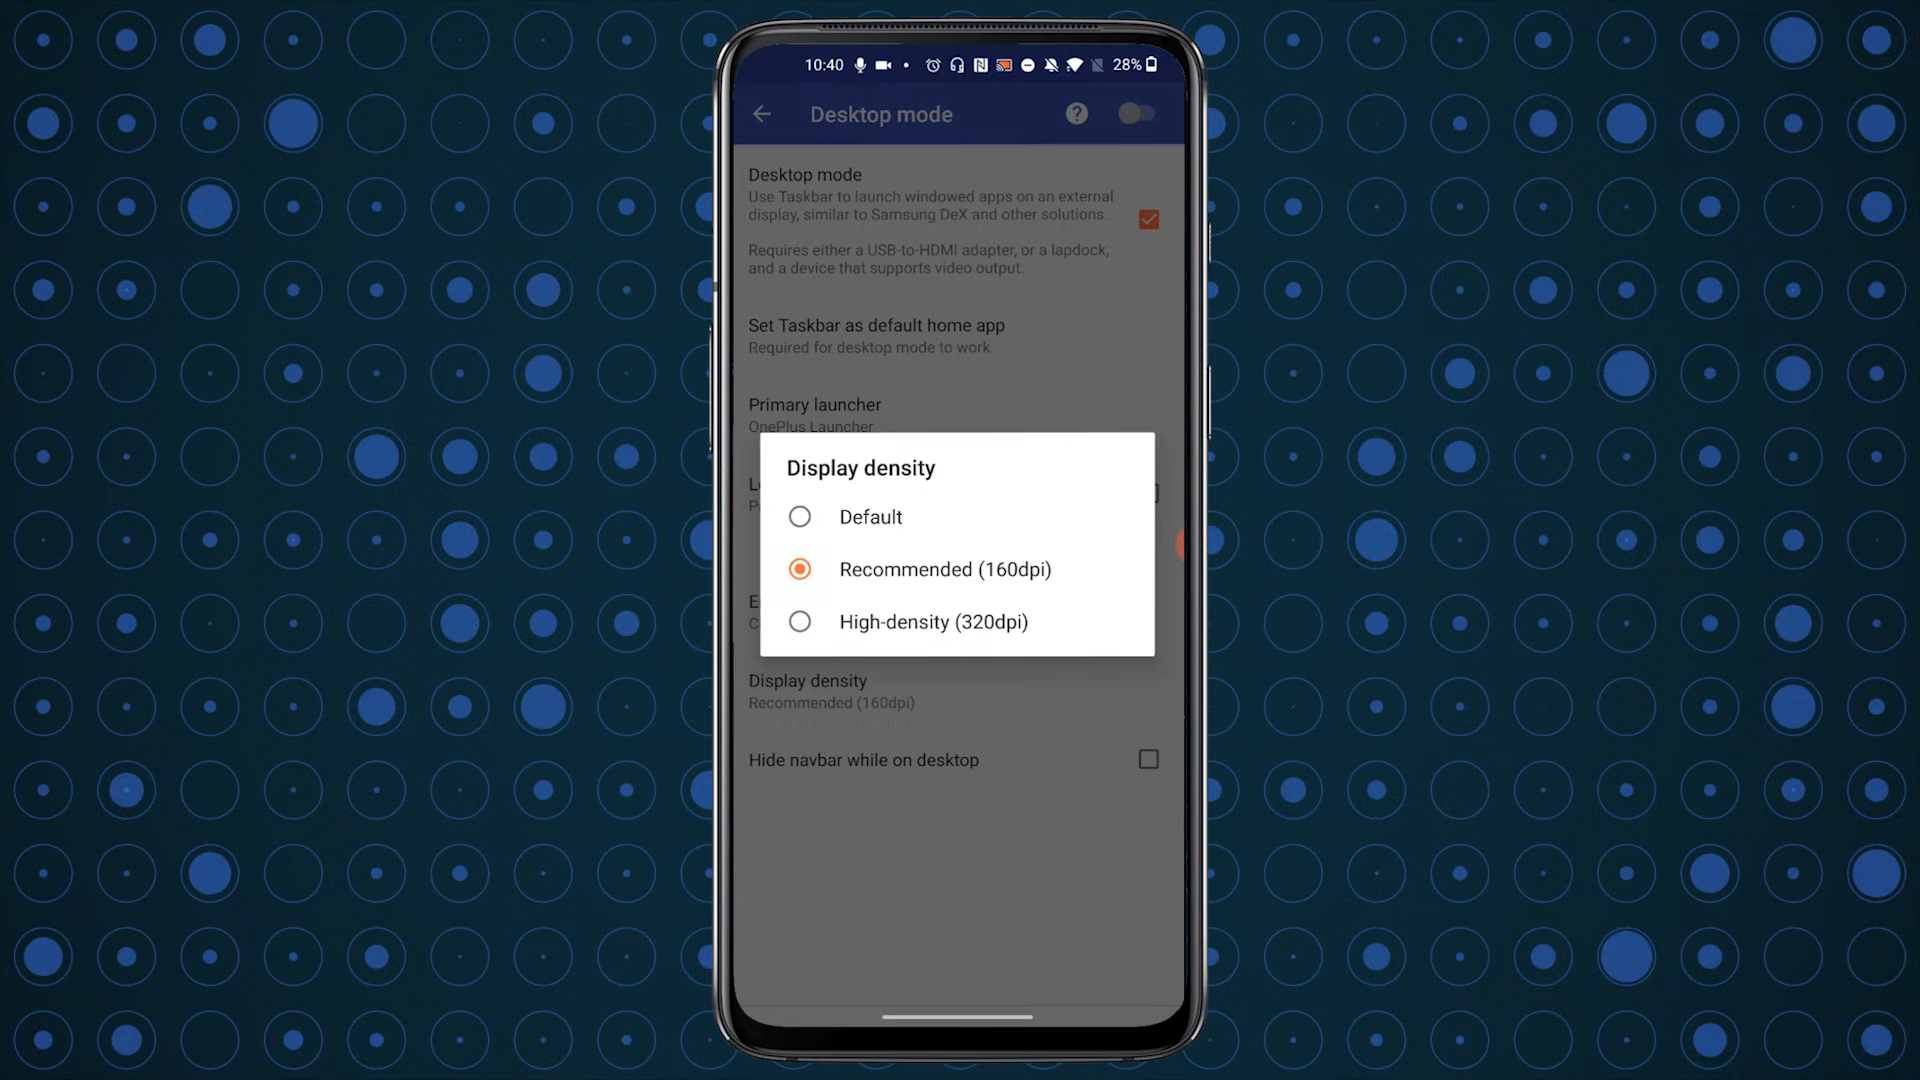 10:40
28%
Desktop mode
Desktop mode
Use Taskbar to launch windowed apps on an external
display, similar to Samsung DeX and other solutions.
Requires either a USB-to-HDMI adapter, or a lapdock,
and a device that supports video output.
Set Taskbar as default home app
Required for desktop mode to work
Primary launcher
OnePlus Launcher
Display density
Default
Recommended (160dpi)
High-density (320dpi)
Display density
Recommended (160dpi)
Hide navbar while on desktop